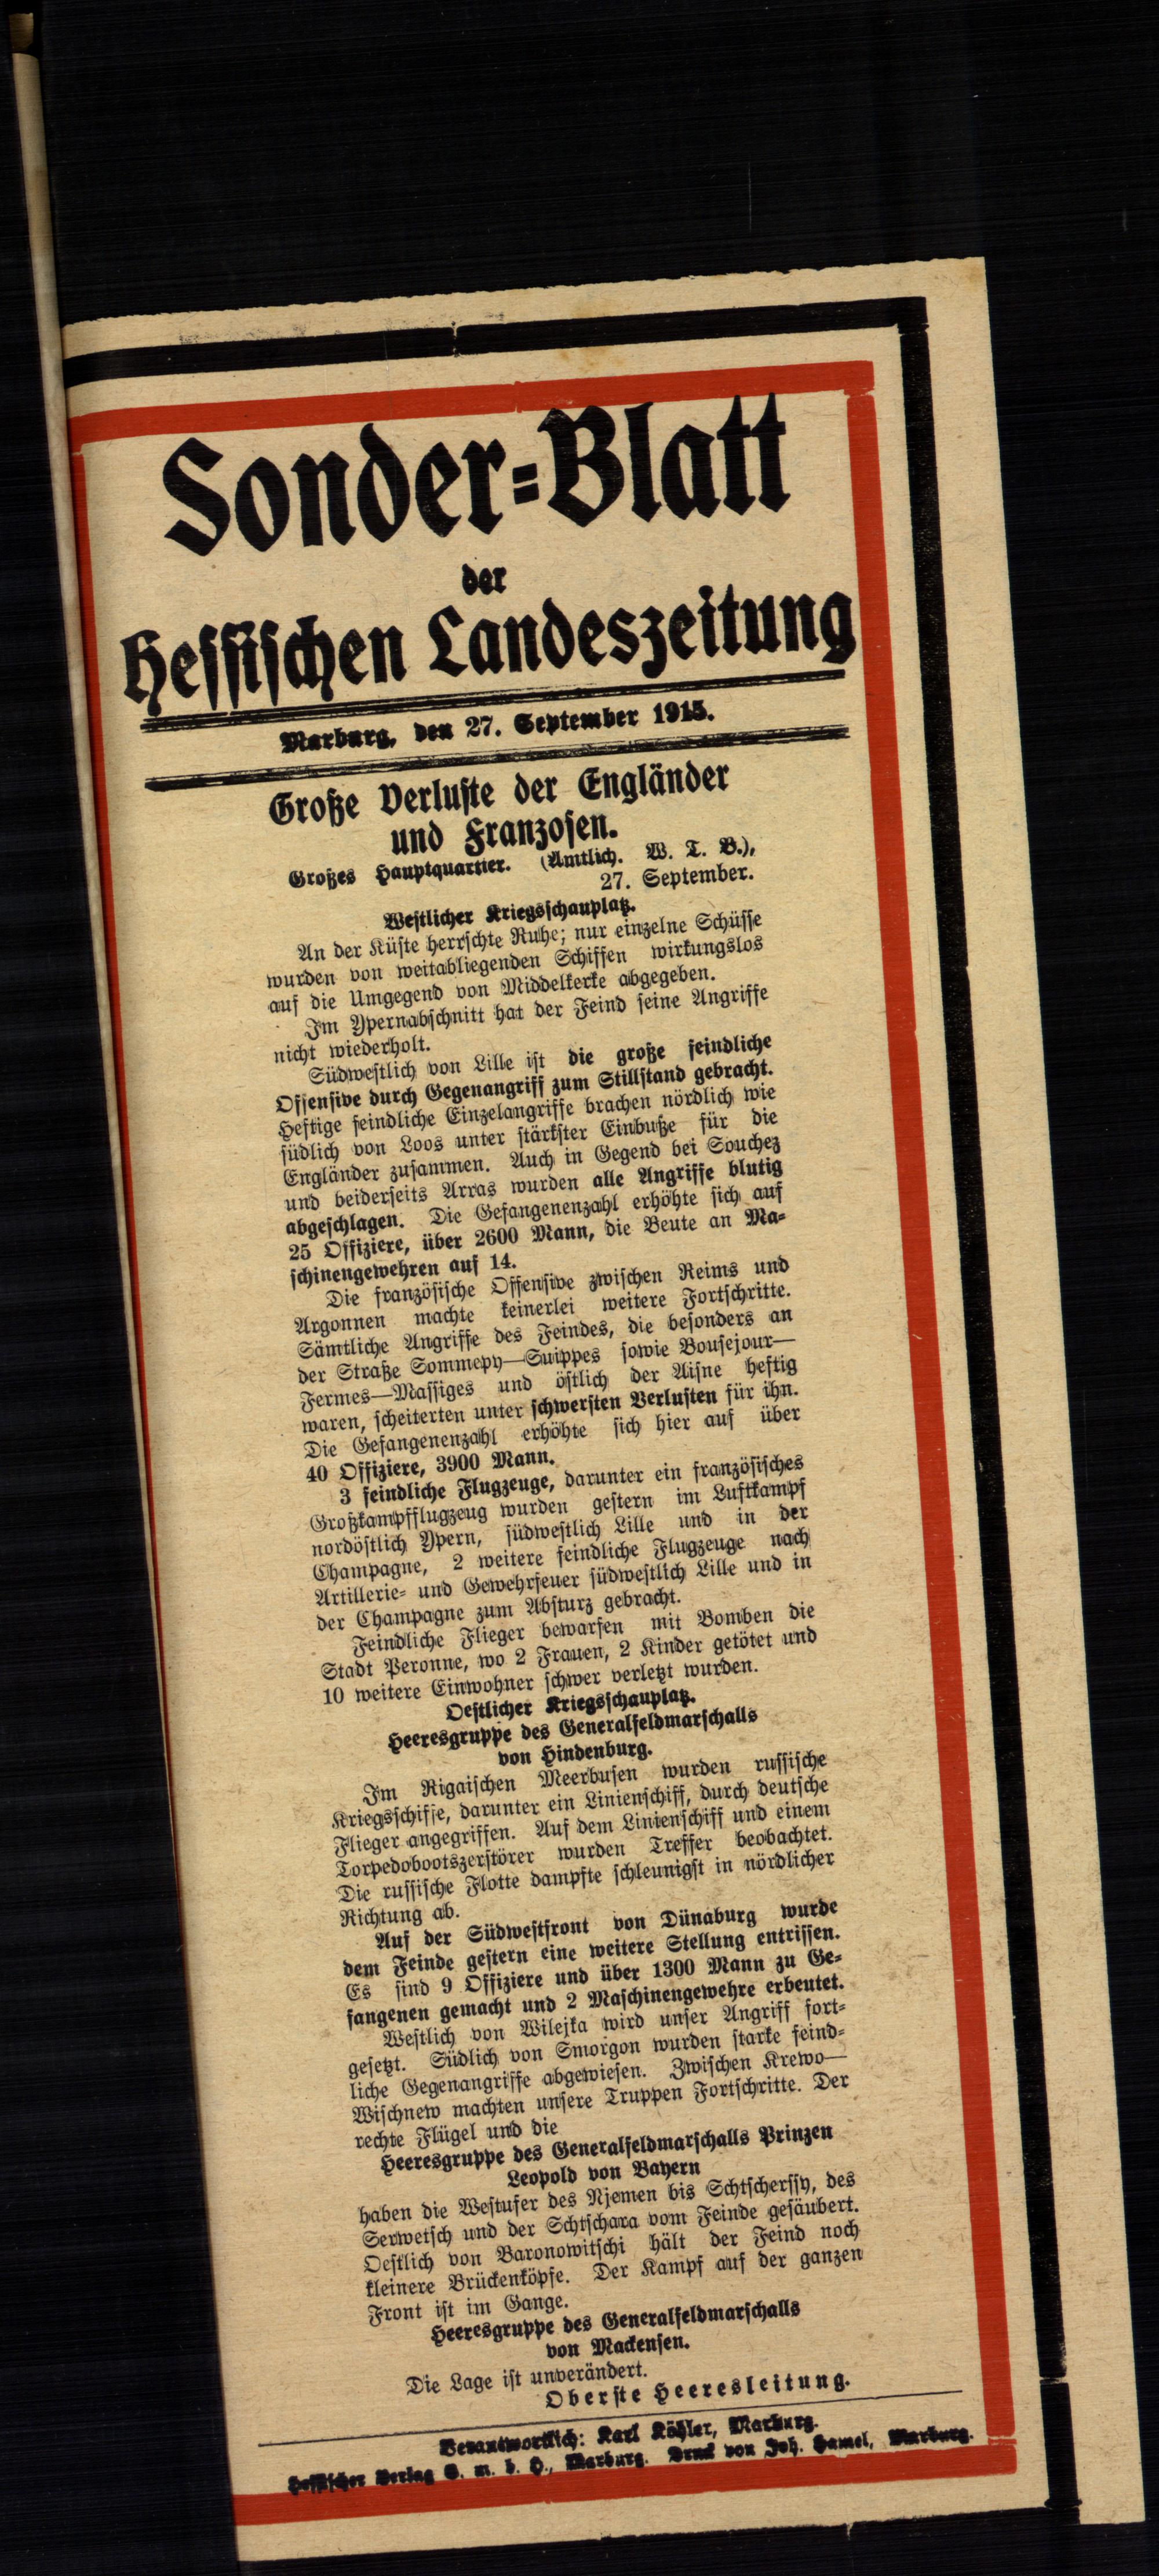 Sonder-Blatt
der
Hessischen Landeszeitung
Marburg, den 27. September 1915.
Große Verluste der Engländer
und Franzosen.
Großes Hauptquartier. (Amtlich. W. T. B.),
27. September.
Westlicher Kriegsschauplatz.
An der Küste herrschte Ruhe; nur einzelne Schüsse
wurden von weitabliegenden Schiffen wirkungslos
auf die Umgegend von Middelkerke abgegeben.
Im Ypernabschnitt hat der Feind seine Angriffe
nicht wiederholt.
Südwestlich von Lille ist die große feindliche
Offensive durch Gegenangriff zum Stillstand gebracht.
Heftige feindliche Einzelangriffe brachen nördlich wie
südlich von Loos unter stärkster Einbuße für die
Engländer zusammen. Auch in Gegend bei Souchez
und beiderseits Arras wurden alle Angriffe blutig
abgeschlagen. Die Gefangenenzahl erhöhte sich auf
25 Offiziere, über 2600 Mann, die Beute an Ma-
schinengewehren auf 14.
Die französische Offensive zwischen Reims und
Argonnen machte keinerlei weitere Fortschritte.
Sämtliche Angriffe des Feindes, die besonders an
der Straße Sommepy—Suippes sowie Bousejour—
Fermes—Massiges und östlich der Aisne heftig
waren, scheiterten unter schwersten Verlusten für ihn.
Die Gefangenenzahl erhöhte sich hier auf über
40 Offiziere, 3900 Mann.
3 feindliche Flugzeuge, darunter ein französisches
Großkampfflugzeug wurden gestern im Luftkampf
nordöstlich Ypern, südwestlich Lille und in der
Champagne, 2 weitere feindliche Flugzeuge nach
Artillerie- und Gewehrfeuer südwestlich Lille und in
der Champagne zum Absturz gebracht.
Feindliche Flieger bewarfen mit Bomben die
Stadt Peronne, wo 2 Frauen, 2 Kinder getötet und
10 weitere Einwohner schwer verletzt wurden.
Oestlicher Kriegsschauplatz.
Heeresgruppe des Generalfeldmarschalls
von Hindenburg.
Im Rigaischen Meerbusen wurden russische
Kriegsschiffe, darunter ein Linienschiff, durch deutsche
Flieger angegriffen. Auf dem Linienschiff und einem
Torpedobootszerstörer wurden Treffer beobachtet.
Die russische Flotte dampfte schleunigst in nördlicher
Richtung ab.
Auf der Südwestfront von Dünaburg wurde
dem Feinde gestern eine weitere Stellung entrissen.
Es sind 9 Offiziere und über 1300 Mann zu Ge-
fangenen gemacht und 2 Maschinengewehre erbeutet.
Westlich von Wilejka wird unser Angriff fort-
gesetzt. Südlich von Smorgon wurden starke feind-
liche Gegenangriffe abgewiesen. Zwischen Krewo—
Wischnew machten unsere Truppen Fortschritte. Der
rechte Flügel und die
Heeresgruppe des Generalfeldmarschalls Prinzen
Leopold von Bayern
haben die Westufer des Njemen bis Schtscherssy, des
Serwetsch und der Schtschara vom Feinde gesäubert.
Oestlich von Baronowitschi hält der Feind noch
kleinere Brückenköpfe. Der Kampf auf der ganzen
Front ist im Gange.
Heeresgruppe des Generalfeldmarschalls
von Mackensen.
Die Lage ist unverändert.
Oberste Heeresleitung.
Verantwortlich: Karl Köhler, Marburg.
Hessischer Verlag G. m. b. H., Marburg. Druck von Joh. Hamel, Marburg.